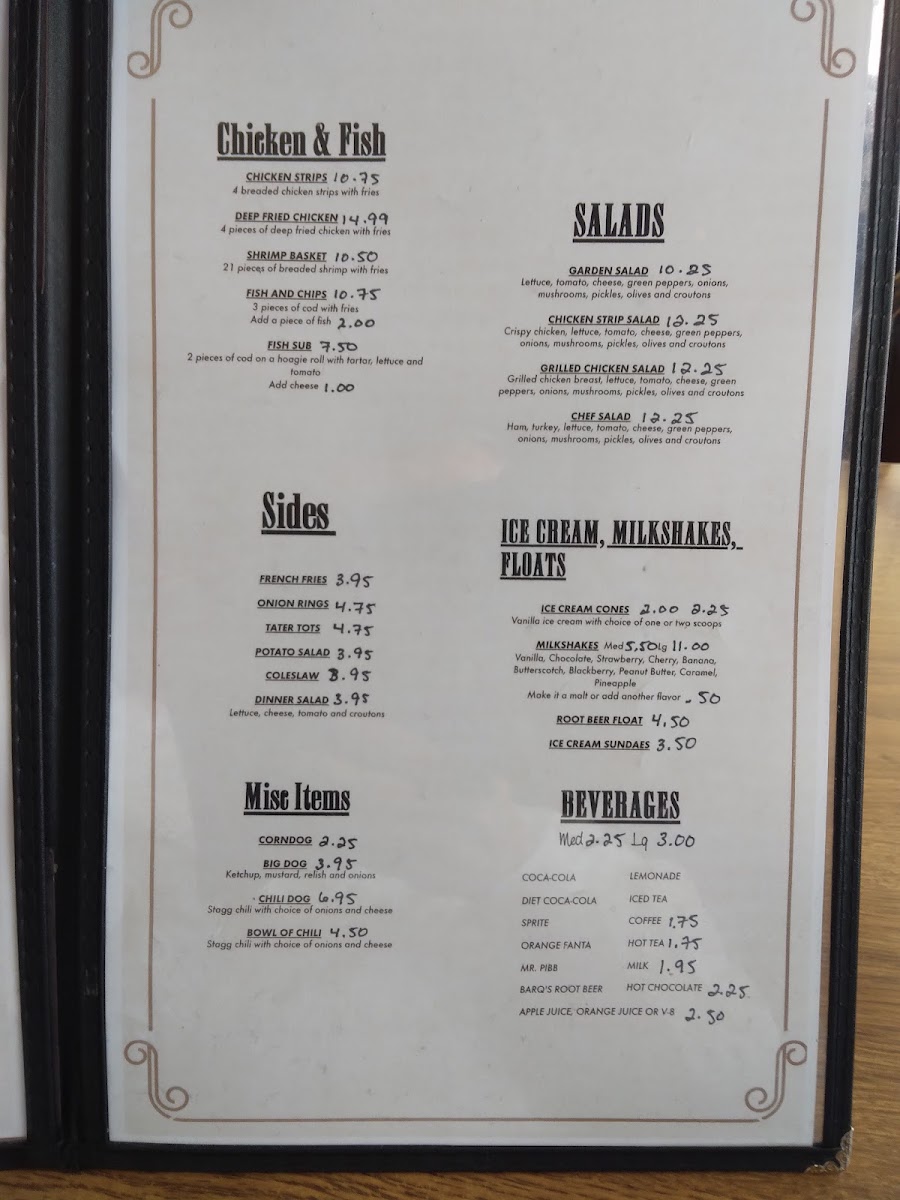 Chicken & Fish
CHICKEN STRIPS 10.75
4 breaded chicken strips with fries
DEEP FRIED CHICKEN 14.99
4 pieces of deep fried chicken with fries
SHRIMP BASKET 10.50
21 pieces of breaded shrimp with fries
FISH AND CHIPS 10.75
3 pieces of cod with fries
Add a piece of fish 2.00
FISH SUB 7.50
2 pieces of cod on a hoagie roll with tartar, lettuce and
tomato
Add cheese 1.00
Sides
FRENCH FRIES 3.95
ONION RINGS 4.75
TATER TOTS 4.75
POTATO SALAD 3.95
COLESLAW 3.95
DINNER SALAD 3.95
Lettuce, cheese, tomato and croutons
Misc Items
CORNDOG 2.25
BIG DOG 3.95
Ketchup, mustard, relish and onions
CHILI DOG 6.95
Stagg chili with choice of onions and cheese
BOWL OF CHILI 4.50
Stagg chili with choice of onions and cheese
SALADS
GARDEN SALAD 10.25
Lettuce, tomato, cheese, green peppers, onions,
mushrooms, pickles, olives and croutons
CHICKEN STRIP SALAD 12.25
Crispy chicken, lettuce, tomato, cheese, green peppers,
onions, mushrooms, pickles, olives and croutons
GRILLED CHICKEN SALAD 12.25
Grilled chicken breast, lettuce, tomato, cheese, green
peppers, onions, mushrooms, pickles, olives and croutons
CHEF SALAD 12.25
Ham, turkey, lettuce, tomato, cheese, green peppers,
onions, mushrooms, pickles, olives and croutons
ICE CREAM, MILKSHAKES,
FLOATS
ICE CREAM CONES 2.00 2.25
Vanilla ice cream with choice of one or two scoops
MILKSHAKES Med 5.50 Lg 11.00
Vanilla, Chocolate, Strawberry, Cherry, Banana,
Butterscotch, Blackberry, Peanut Butter, Caramel,
Pineapple
Make it a malt or add another flavor .50
ROOT BEER FLOAT 4.50
ICE CREAM SUNDAES 3.50
BEVERAGES
Med 2.25 Lg 3.00
COCA-COLA LEMONADE
DIET COCA-COLA ICED TEA
SPRITE COFFEE 1.75
ORANGE FANTA HOT TEA 1.75
MR. PIBB MILK 1.95
BARQ'S ROOT BEER HOT CHOCOLATE 2.25
APPLE JUICE, ORANGE JUICE OR V-8 2.50